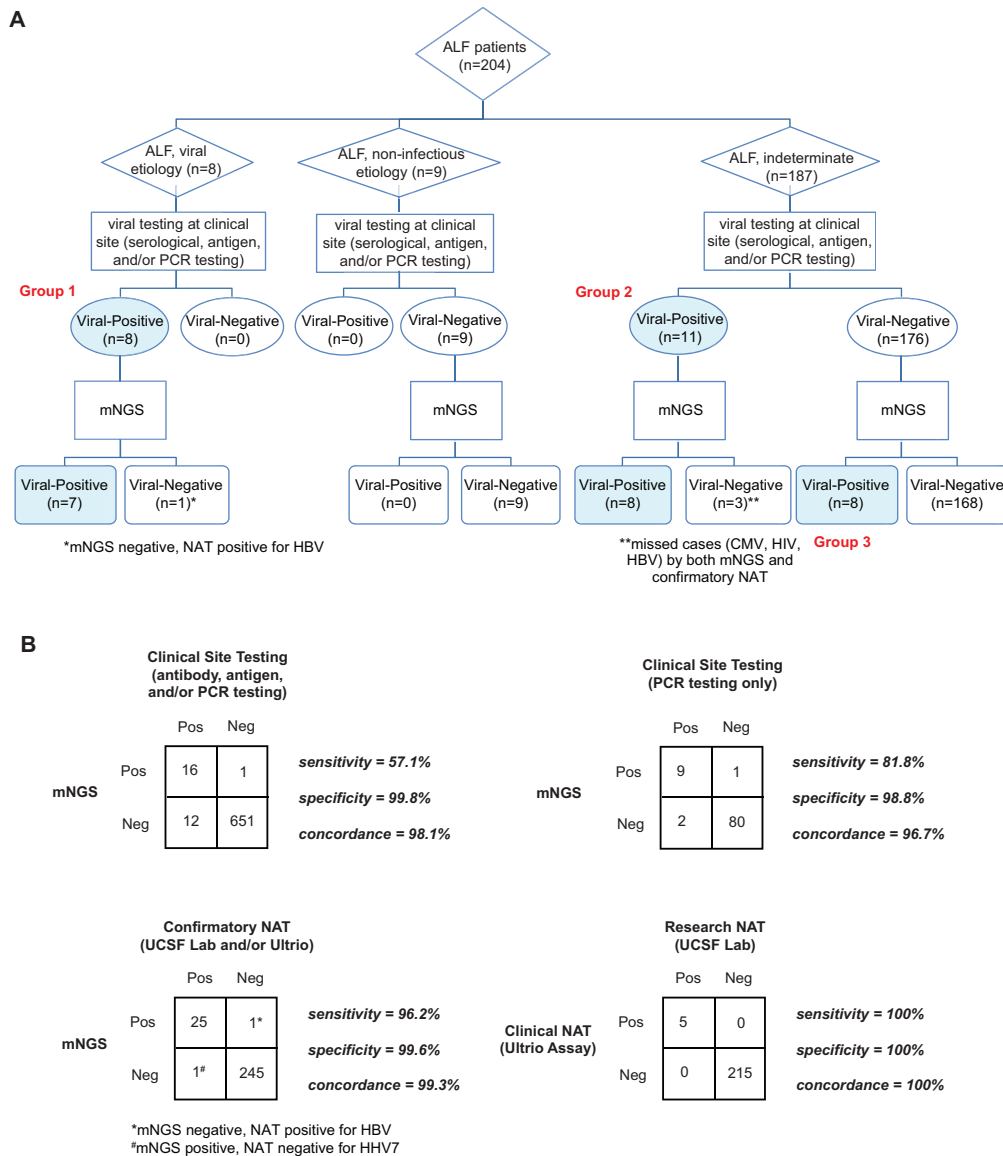 A
ALF patients
(n=204)
ALF, viral
etiology (n=8)
ALF, non-infectious
etiology (n=9)
ALF, indeterminate
(n=187)
viral testing at clinical
site (serological, antigen,
and/or PCR testing)
viral testing at clinical
site (serological, antigen,
and/or PCR testing)
viral testing at clinical
site (serological, antigen,
and/or PCR testing)
Group 1
Viral-Positive
(n=8)
Viral-Negative
(n=0)
Viral-Positive
(n=0)
Viral-Negative
(n=9)
Group 2
Viral-Positive
(n=11)
Viral-Negative
(n=176)
mNGS
mNGS
mNGS
mNGS
Viral-Positive
(n=7)
Viral-Negative
(n=1)*
Viral-Positive
(n=0)
Viral-Negative
(n=9)
Viral-Positive
(n=8)
Viral-Negative
(n=3)**
Viral-Positive
(n=8)
Viral-Negative
(n=168)
*mNGS negative, NAT positive for HBV
**missed cases (CMV, HIV,
HBV) by both mNGS and
confirmatory NAT
Group 3
B
Clinical Site Testing
(antibody, antigen,
and/or PCR testing)
Pos Neg
mNGS
Pos 16 1
Neg 12 651
sensitivity = 57.1%
specificity = 99.8%
concordance = 98.1%
Clinical Site Testing
(PCR testing only)
Pos Neg
mNGS
Pos 9 1
Neg 2 80
sensitivity = 81.8%
specificity = 98.8%
concordance = 96.7%
Confirmatory NAT
(UCSF Lab and/or Ultrio)
Pos Neg
mNGS
Pos 25 1*
Neg 1# 245
sensitivity = 96.2%
specificity = 99.6%
concordance = 99.3%
*mNGS negative, NAT positive for HBV
#mNGS positive, NAT negative for HHV7
Research NAT
(UCSF Lab)
Pos Neg
Clinical NAT
(Ultrio Assay)
Pos 5 0
Neg 0 215
sensitivity = 100%
specificity = 100%
concordance = 100%